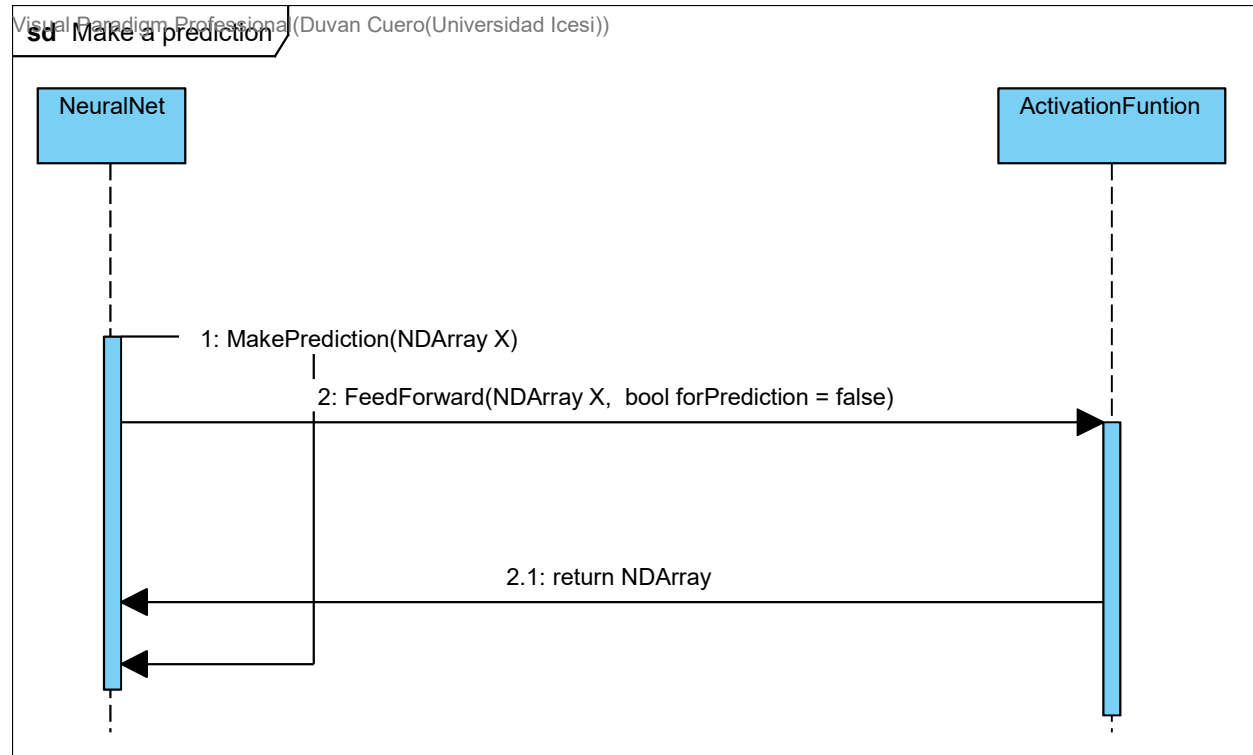 Visual Paradigm Professional(Duvan Cuero(Universidad Icesi))
sd Make a prediction
NeuralNet
ActivationFuntion
1: MakePrediction(NDArray X)
2: FeedForward(NDArray X,  bool forPrediction = false)
2.1: return NDArray